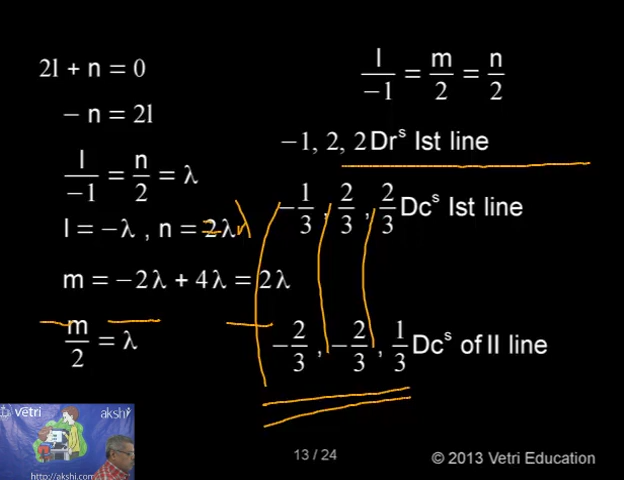 2l + n = 0
− n = 2l
l/−1 = n/2 = λ
l = −λ , n = 2λ
m = −2λ + 4λ = 2λ
m/2 = λ
l/−1 = m/2 = n/2
−1, 2, 2 Drˢ Ist line
−1/3 , 2/3 , 2/3 Dcˢ Ist line
−2/3 , −2/3 , 1/3 Dcˢ of II line
vetri akshi
http://akshi.com
13 / 24
© 2013 Vetri Education